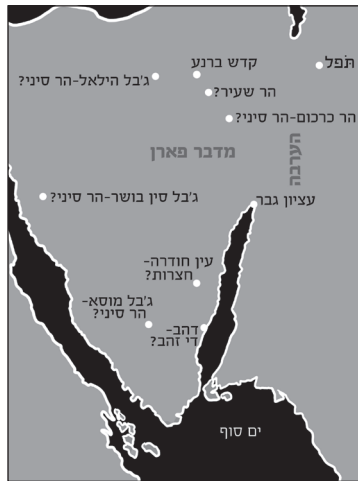 תֹּפל
קדש ברנע
ג'בל הילאל-הר סיני?
הר שעיר?
הר כרכום-הר סיני?
מדבר פארן
הערבה
ג'בל סין בושר-הר סיני?
עציון גבר
עין חודרה-
חצרות?
ג'בל מוסא-
הר סיני?
דהב-
די זהב?
ים סוף